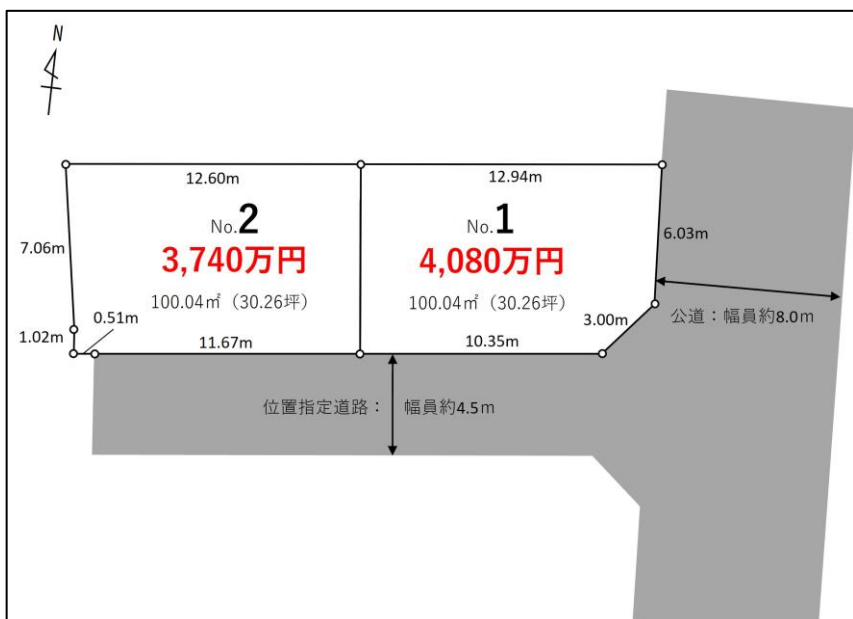 N
12.60m
12.94m
No.2
3,740万円
100.04㎡（30.26坪）
No.1
4,080万円
100.04㎡（30.26坪）
7.06m
6.03m
0.51m
1.02m
11.67m
10.35m
3.00m
公道：幅員約8.0ｍ
位置指定道路： 幅員約4.5ｍ